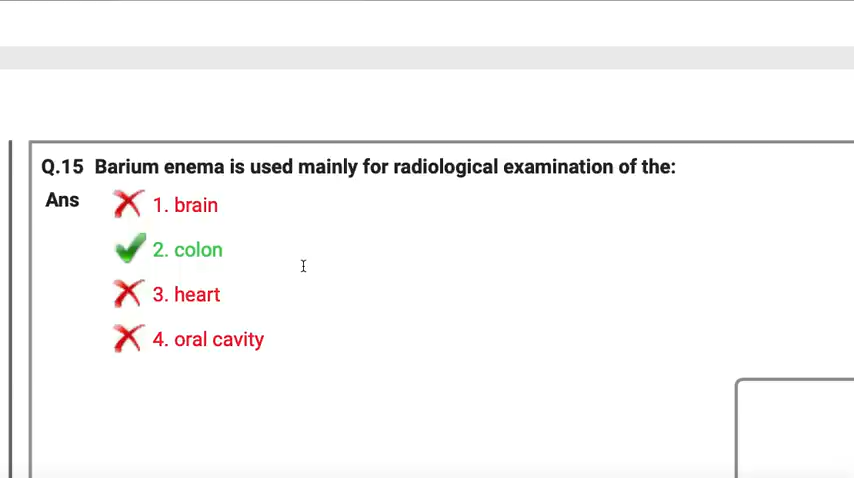 Q.15 Barium enema is used mainly for radiological examination of the:
Ans 1. brain
2. colon
3. heart
4. oral cavity